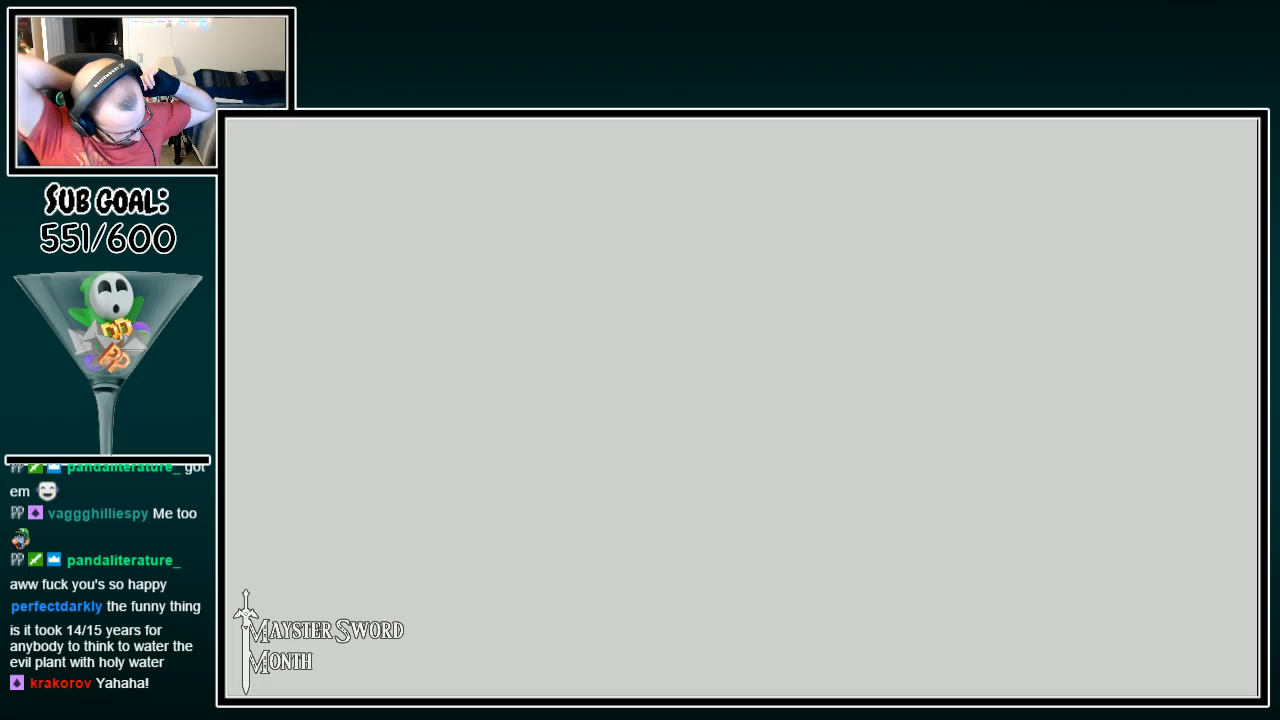 SUB GOAL:
551/600
PP
PP
pandaliterature_ got
em
vaggghilliespy Me too
pandaliterature_
aww fuck you's so happy
perfectdarkly the funny thing
is it took 14/15 years for
anybody to think to water the
evil plant with holy water
krakorov Yahaha!
MAYSTER SWORD
MONTH